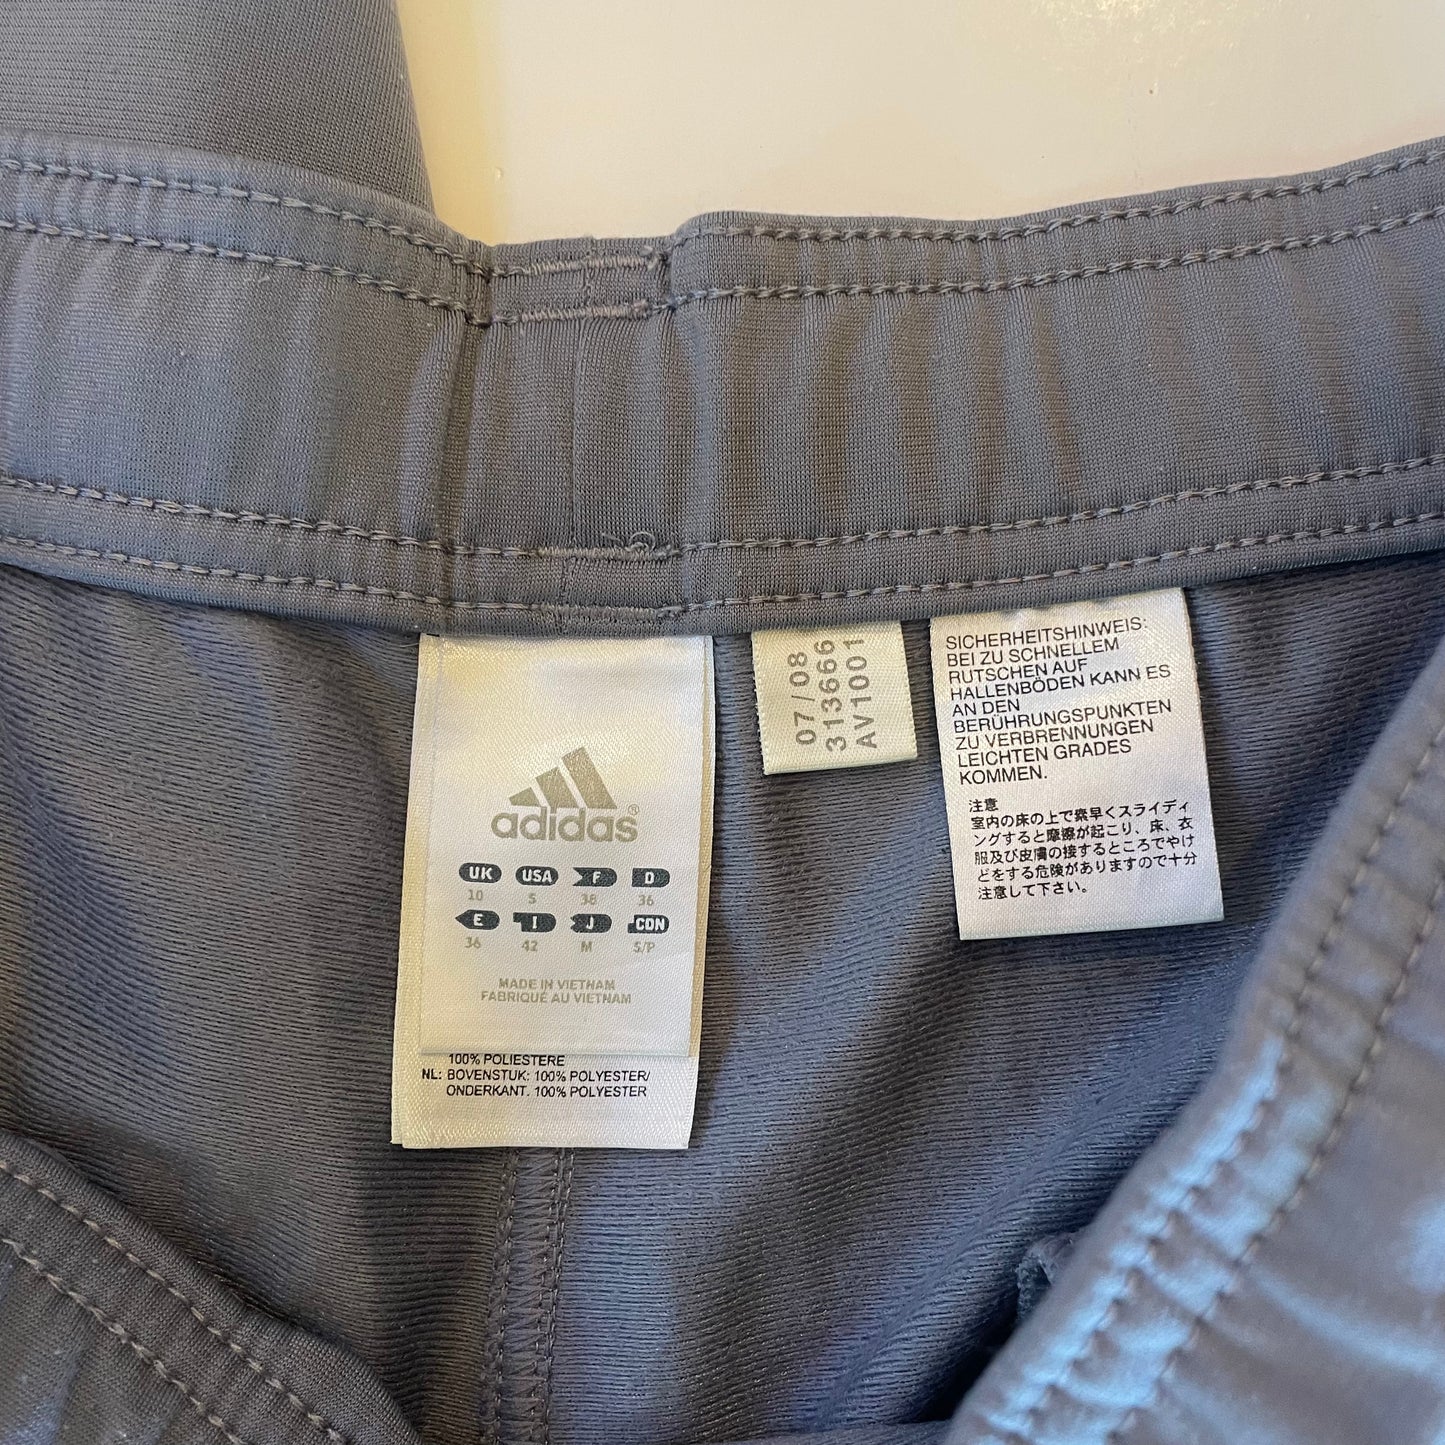 adidas®
UK USA F D
10 S 38 36
E I J CDN
36 42 M S/P
MADE IN VIETNAM
FABRIQUÉ AU VIETNAM
100% POLIESTERE
NL: BOVENSTUK: 100% POLYESTER/
ONDERKANT. 100% POLYESTER
07/08
313666
AV1001
SICHERHEITSHINWEIS:
BEI ZU SCHNELLEM
RUTSCHEN AUF
HALLENBÖDEN KANN ES
AN DEN
BERÜHRUNGSPUNKTEN
ZU VERBRENNUNGEN
LEICHTEN GRADES
KOMMEN.
注意
室内の床の上で素早くスライディ
ングすると摩擦が起こり、床、衣
服及び皮膚の接するところでやけ
どをする危険がありますので十分
注意して下さい。